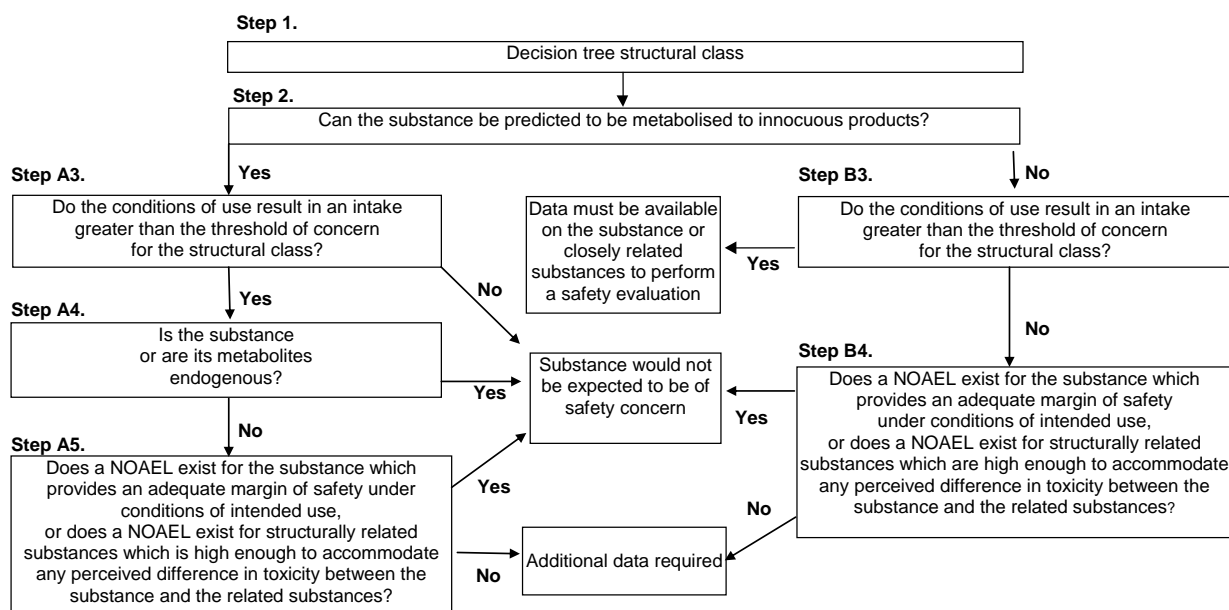 Step 1.
Decision tree structural class
Step 2.
Can the substance be predicted to be metabolised to innocuous products?
Yes
No
Step A3.
Do the conditions of use result in an intake
greater than the threshold of concern
for the structural class?
Yes
No
Step A4.
Is the substance
or are its metabolites
endogenous?
Yes
No
Step A5.
Does a NOAEL exist for the substance which
provides an adequate margin of safety under
conditions of intended use,
or does a NOAEL exist for structurally related
substances which is high enough to accommodate
any perceived difference in toxicity between the
substance and the related substances?
Yes
No
Data must be available
on the substance or
closely related
substances to perform
a safety evaluation
Substance would not
be expected to be of
safety concern
Additional data required
Step B3.
Do the conditions of use result in an intake
greater than the threshold of concern
for the structural class?
Yes
No
Step B4.
Does a NOAEL exist for the substance which
provides an adequate margin of safety
under conditions of intended use,
or does a NOAEL exist for structurally related
substances which are high enough to accommodate
any perceived difference in toxicity between the
substance and the related substances?
Yes
No